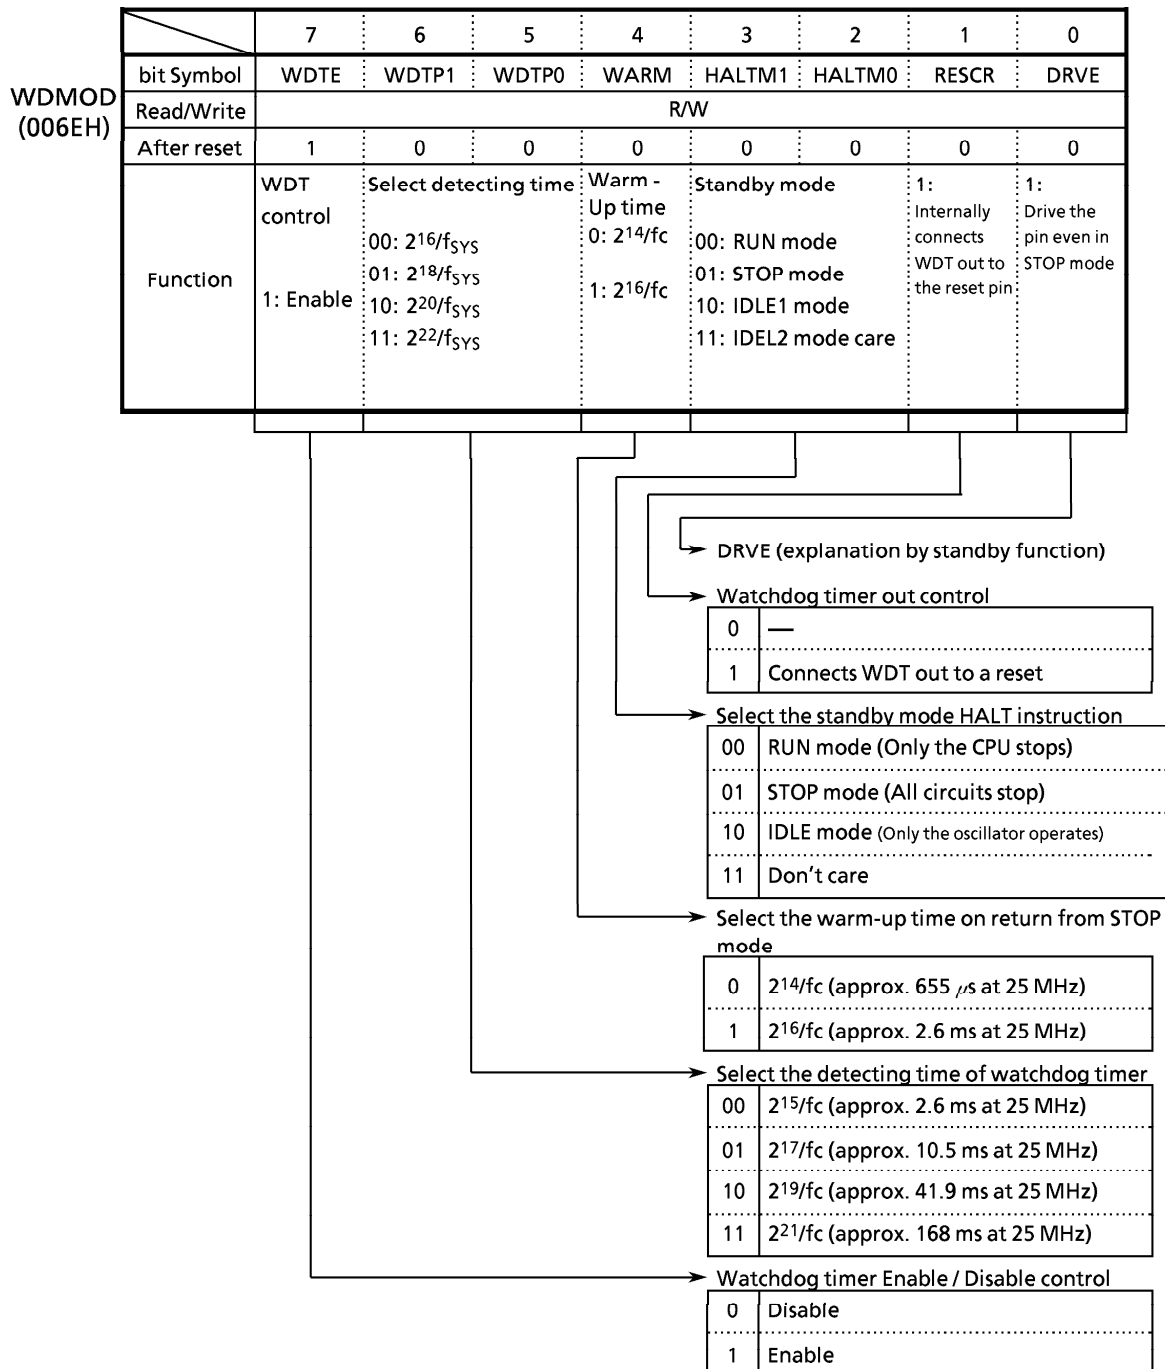 7 6 5 4 3 2 1 0
bit Symbol WDTE WDTP1 WDTP0 WARM HALTM1 HALTM0 RESCR DRVE
WDMOD
(006EH)
Read/Write R/W
After reset 1 0 0 0 0 0 0 0
Function
WDT
control
1: Enable
Select detecting time
00: 2^16/fSYS
01: 2^18/fSYS
10: 2^20/fSYS
11: 2^22/fSYS
Warm -
Up time
0: 2^14/fc
1: 2^16/fc
Standby mode
00: RUN mode
01: STOP mode
10: IDLE1 mode
11: IDEL2 mode care
1:
Internally
connects
WDT out to
the reset pin
1:
Drive the
pin even in
STOP mode
DRVE (explanation by standby function)
Watchdog timer out control
0 —
1 Connects WDT out to a reset
Select the standby mode HALT instruction
00 RUN mode (Only the CPU stops)
01 STOP mode (All circuits stop)
10 IDLE mode (Only the oscillator operates)
11 Don't care
Select the warm-up time on return from STOP
mode
0 2^14/fc (approx. 655 μs at 25 MHz)
1 2^16/fc (approx. 2.6 ms at 25 MHz)
Select the detecting time of watchdog timer
00 2^15/fc (approx. 2.6 ms at 25 MHz)
01 2^17/fc (approx. 10.5 ms at 25 MHz)
10 2^19/fc (approx. 41.9 ms at 25 MHz)
11 2^21/fc (approx. 168 ms at 25 MHz)
Watchdog timer Enable / Disable control
0 Disable
1 Enable